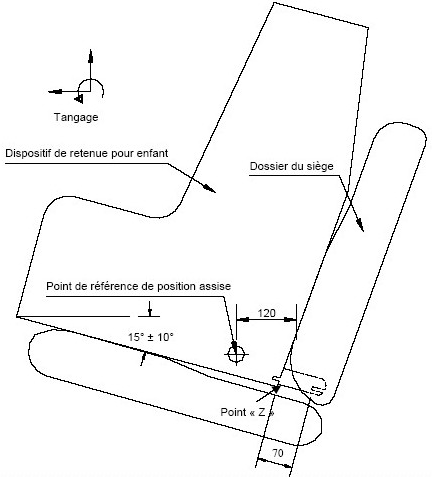 Tangage
Dispositif de retenue pour enfant
Dossier du siège
Point de référence de position assise
120
15° ± 10°
Point « Z »
70